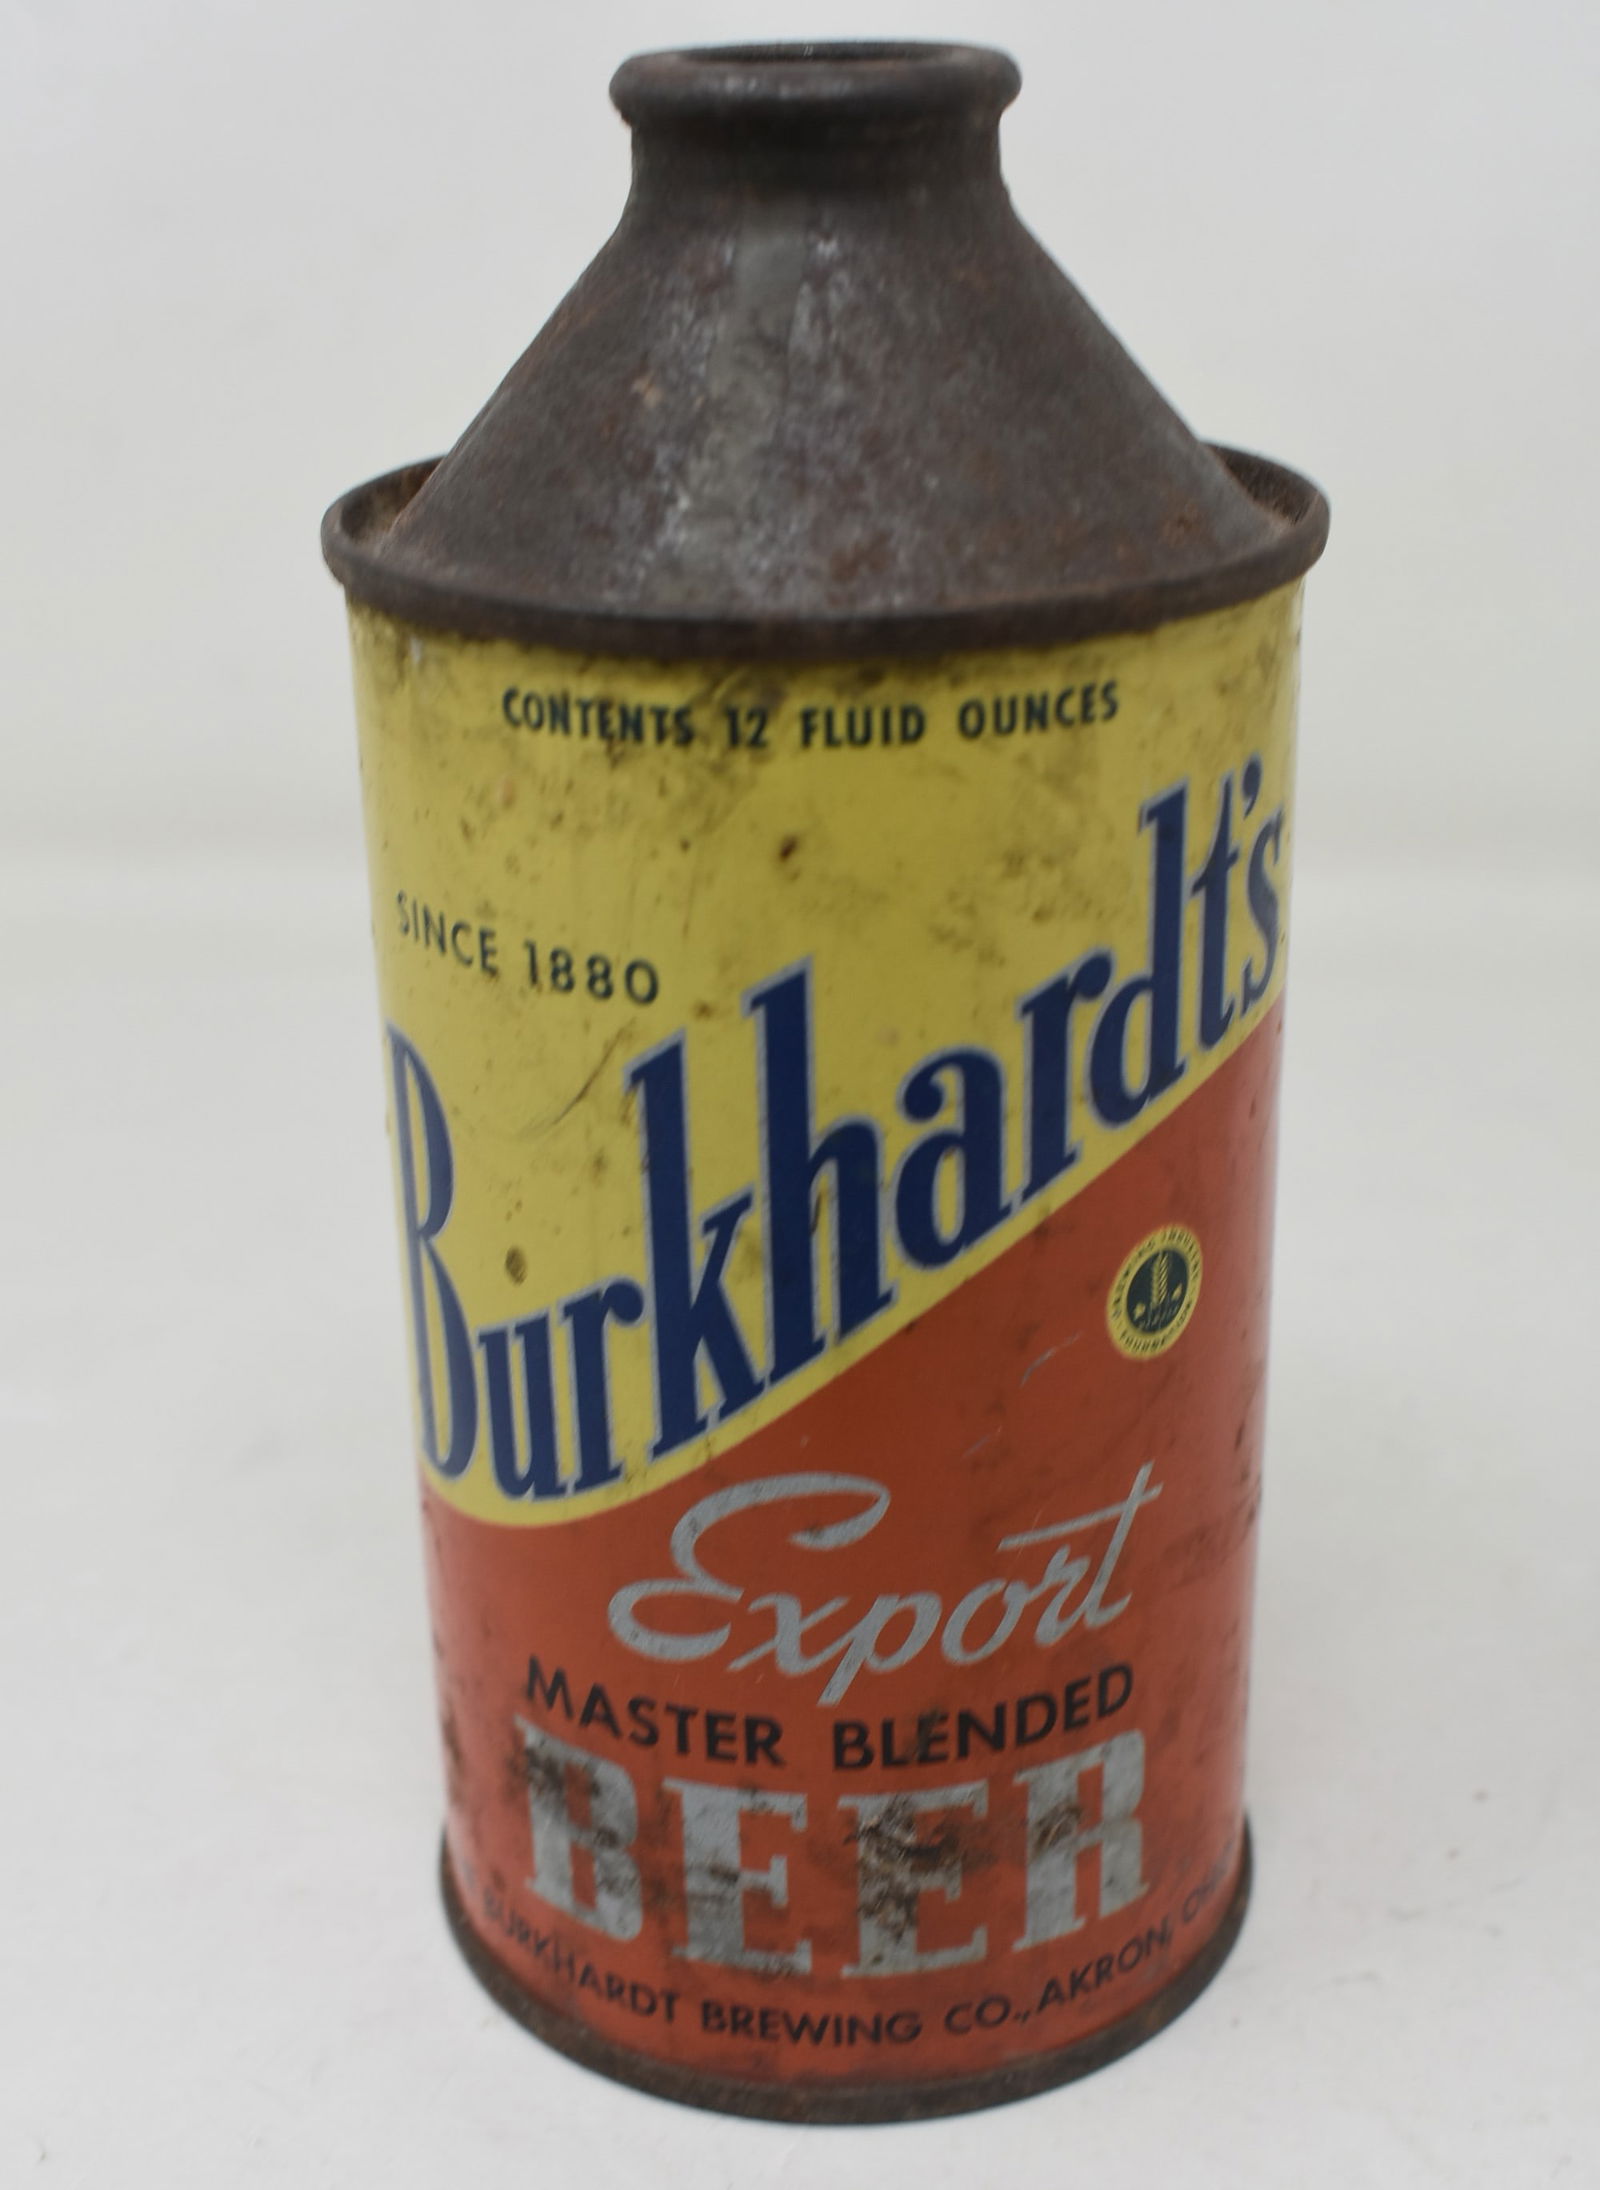 CONTENTS 12 FLUID OUNCES
SINCE 1880
Burkhardt's
Export
MASTER BLENDED
BEER
BURKHARDT BREWING CO., AKRON,